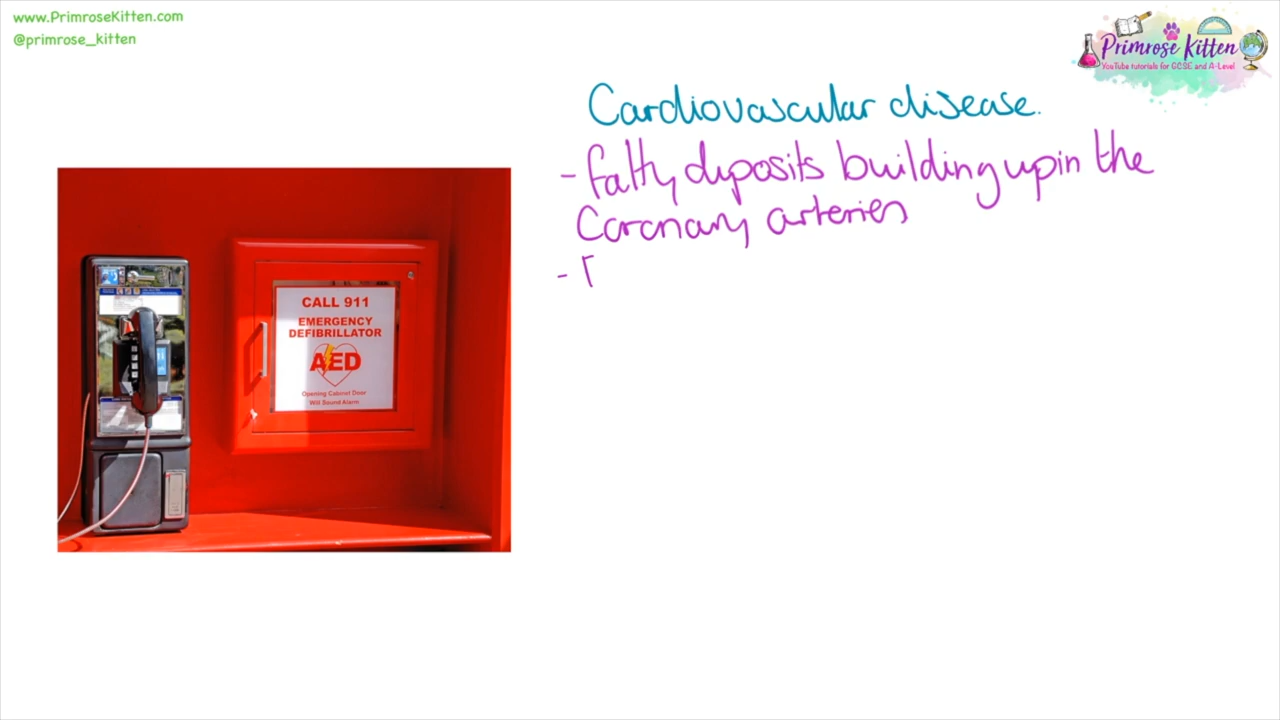 www.PrimroseKitten.com
@primrose_kitten
Primrose Kitten
YouTube tutorials for GCSE and A-Level
Cardiovascular disease.
- Fatty deposits building up in the
Coronary arteries
-
CALL 911
EMERGENCY
DEFIBRILLATOR
AED
Opening Cabinet Door
Will Sound Alarm